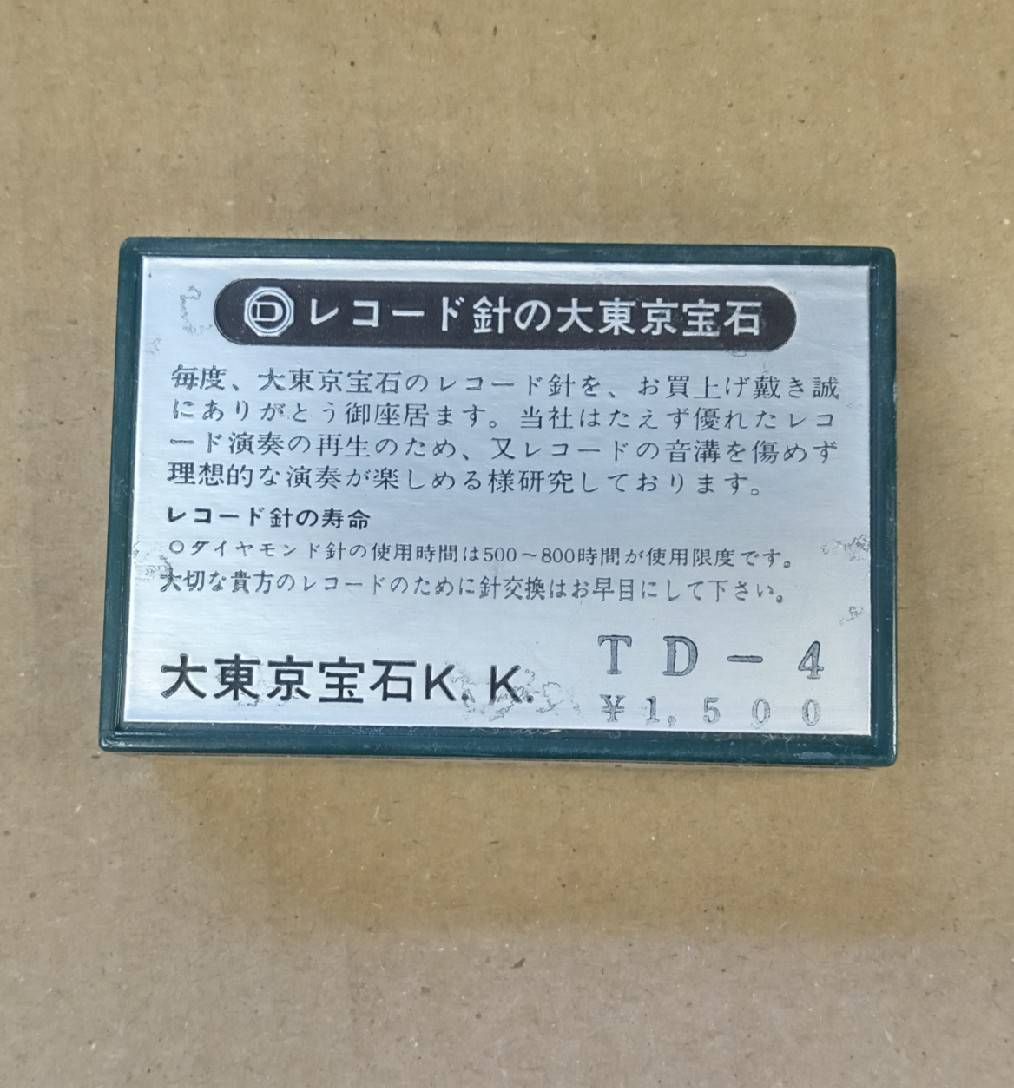 D レコード針の大東京宝石
毎度、大東京宝石のレコード針を、お買上げ戴き誠
にありがとう御座居ます。当社はたえず優れたレコ
ード演奏の再生のため、又レコードの音溝を傷めず
理想的な演奏が楽しめる様研究しております。
レコード針の寿命
○ダイヤモンド針の使用時間は500～800時間が使用限度です。
大切な貴方のレコードのために針交換はお早目にして下さい。
大東京宝石K.K.
TD-4
¥1,500